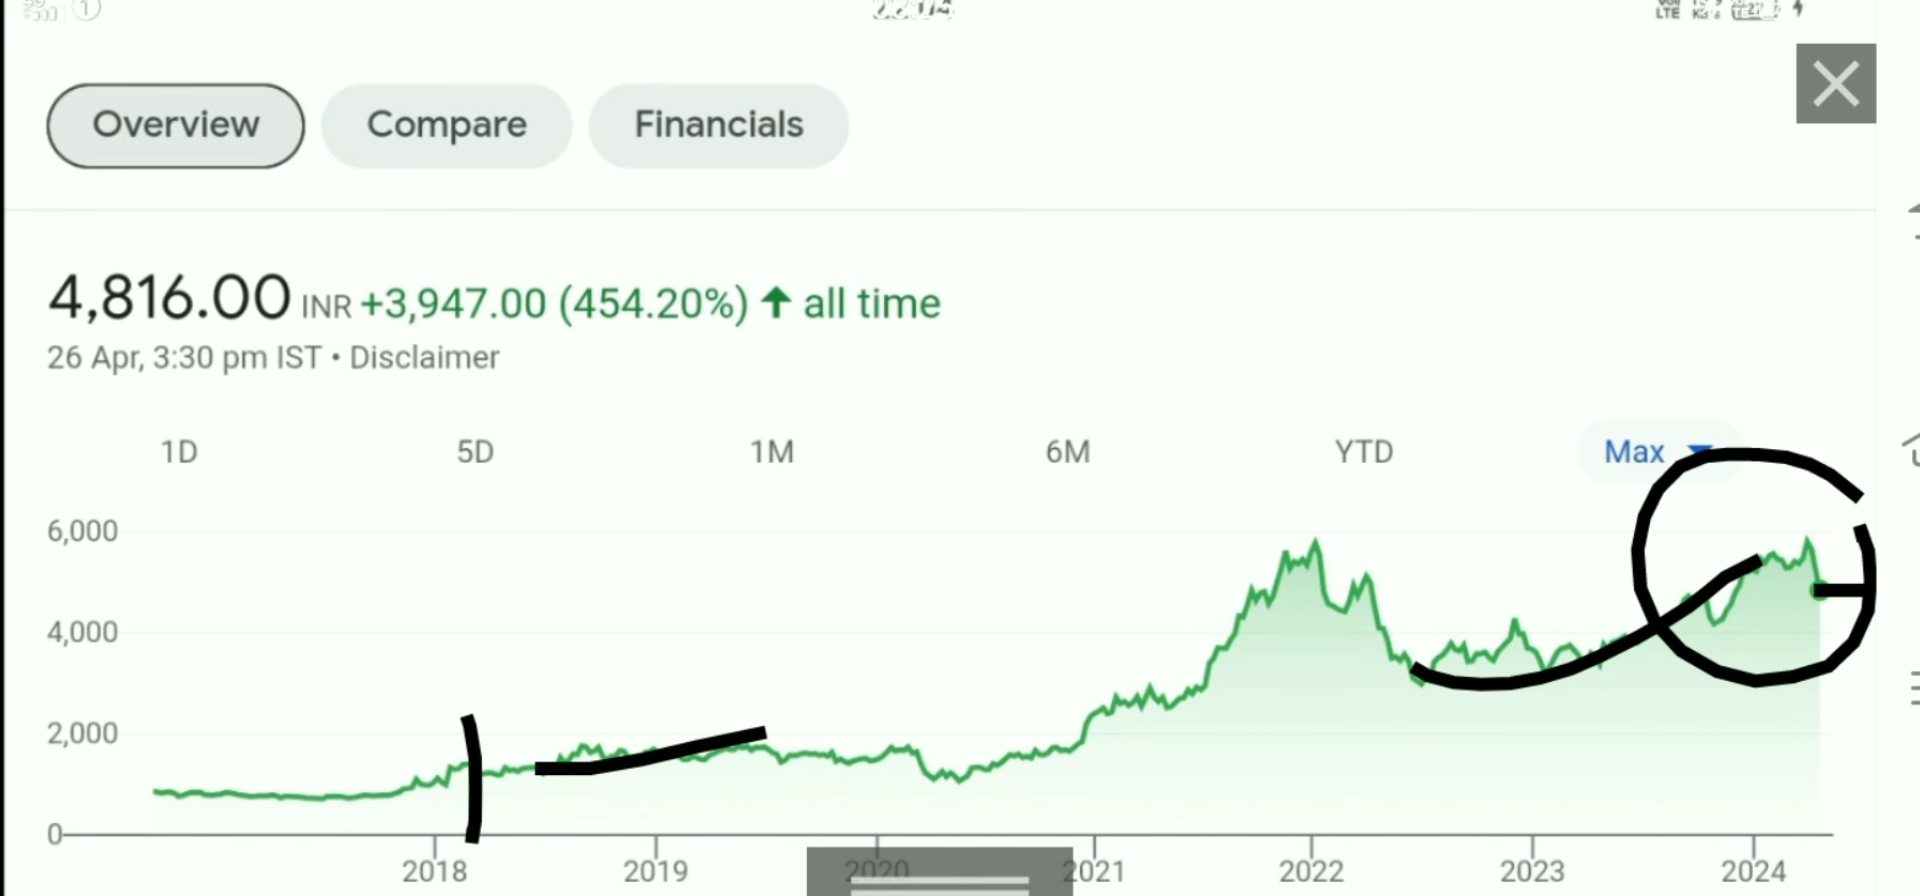 Overview Compare Financials
4,816.00 INR +3,947.00 (454.20%) ↑ all time
26 Apr, 3:30 pm IST • Disclaimer
1D 5D 1M 6M YTD Max
6,000
4,000
2,000
0
2018 2019 2020 2021 2022 2023 2024